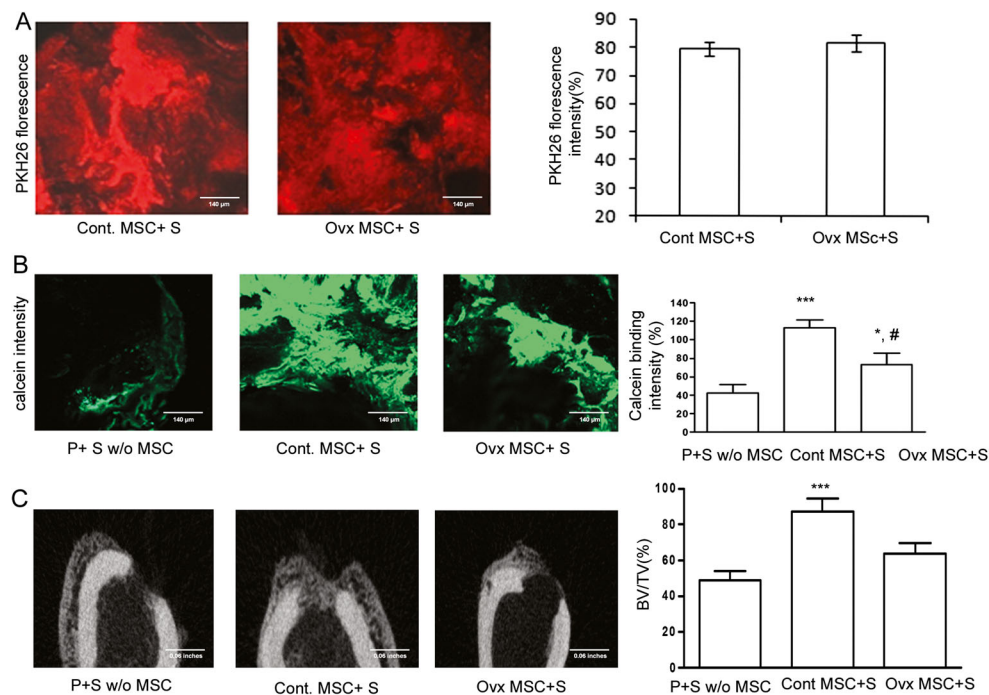 A
PKH26 florescence
140 µm
140 µm
Cont. MSC+ S
Ovx MSC+ S
PKH26 florescence
intensity(%)
90
80
70
60
50
40
30
20
Cont MSC+S
Ovx MSc+S
B
calcein intensity
140 µm
140 µm
140 µm
P+ S w/o MSC
Cont. MSC+ S
Ovx MSC+ S
Calcein binding
intensity (%)
140
120
100
80
60
40
20
0
***
*, #
P+S w/o MSC
Cont MSC+S
Ovx MSC+S
C
0.06 inches
0.06 inches
0.06 inches
P+S w/o MSC
Cont. MSC+ S
Ovx MSC+S
BV/TV(%)
100
80
60
40
20
0
***
P+S w/o MSC
Cont MSC+S
Ovx MSC+S